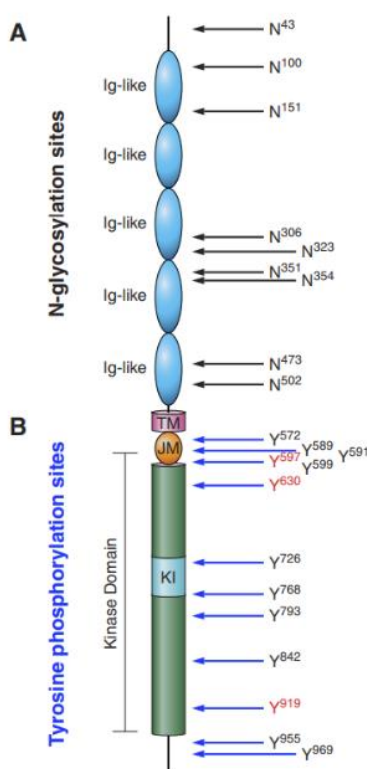 A
N-glycosylation sites
N43
Ig-like
N100
N151
Ig-like
Ig-like
N306
N323
N351
N354
Ig-like
Ig-like
N473
N502
B
Tyrosine phosphorylation sites
TM
JM
Kinase Domain
KI
Y572
Y589
Y591
Y597
Y599
Y630
Y726
Y768
Y793
Y842
Y919
Y955
Y969